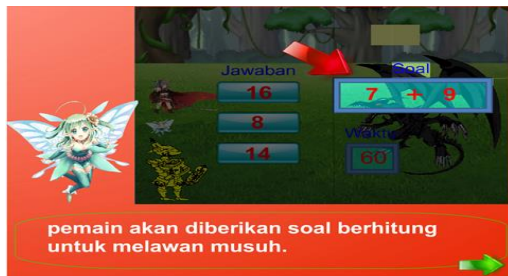 Jawaban
Soal
16
7 + 9
8
Waktu
14
60
pemain akan diberikan soal berhitung
untuk melawan musuh.